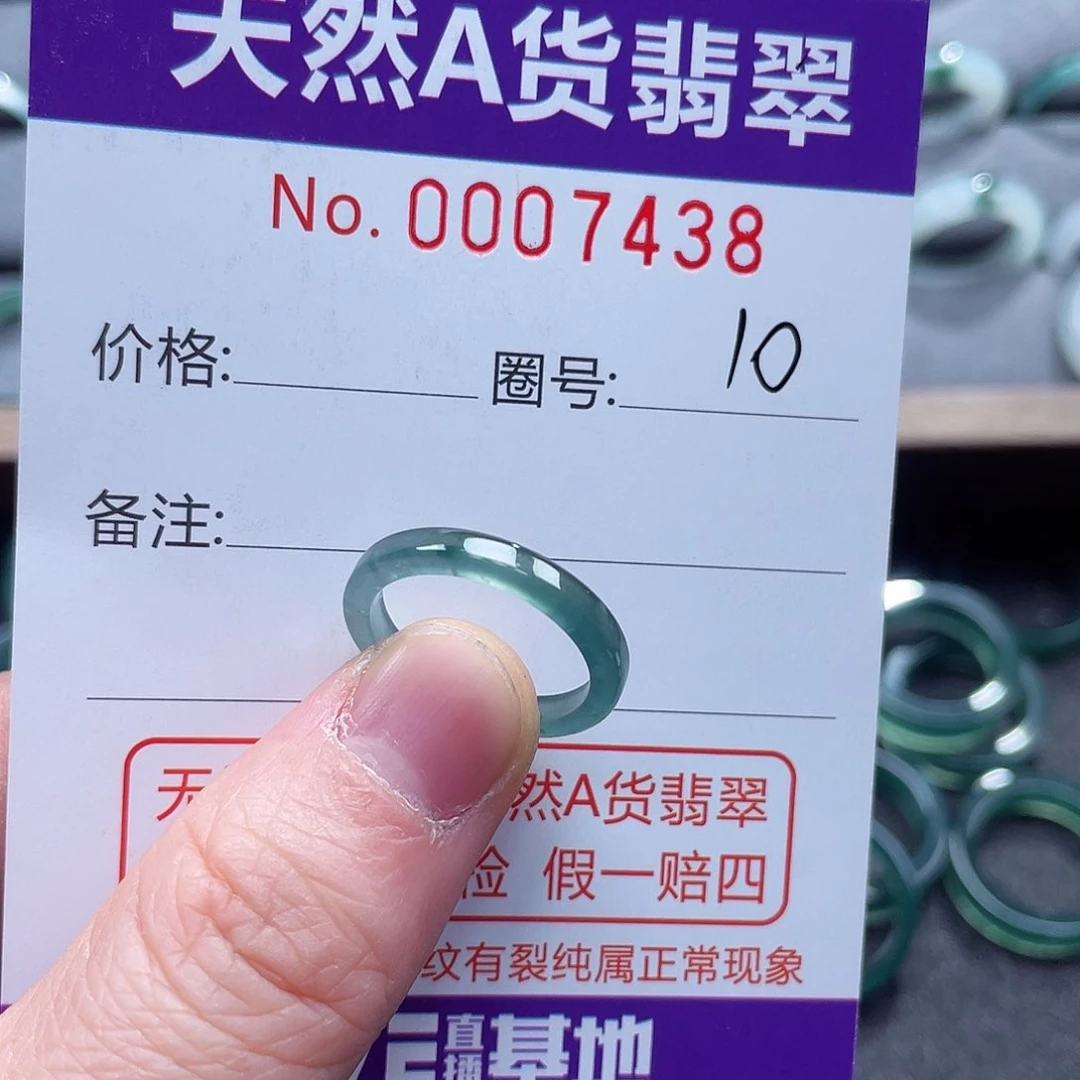 天然A货翡翠
No. 0007438
价格: 圈号: 10
备注:
然A货翡翠
假一赔四
纹有裂纯属正常现象
直播基地